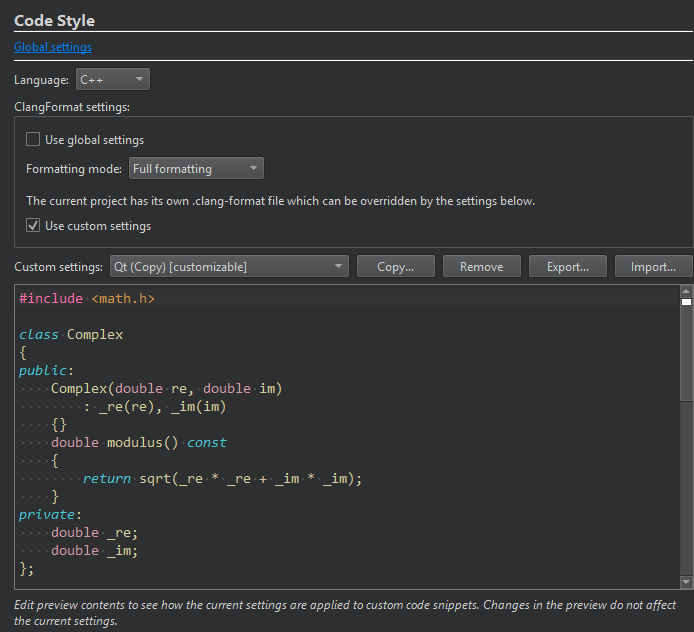 Code Style
Global settings
Language: C++
ClangFormat settings:
Use global settings
Formatting mode: Full formatting
The current project has its own .clang-format file which can be overridden by the settings below.
Use custom settings
Custom settings: Qt (Copy) [customizable] Copy... Remove Export... Import...
#include <math.h>
class Complex
{
public:
    Complex(double re, double im)
        : _re(re), _im(im)
    {}
    double modulus() const
    {
        return sqrt(_re * _re + _im * _im);
    }
private:
    double _re;
    double _im;
};
Edit preview contents to see how the current settings are applied to custom code snippets. Changes in the preview do not affect
the current settings.